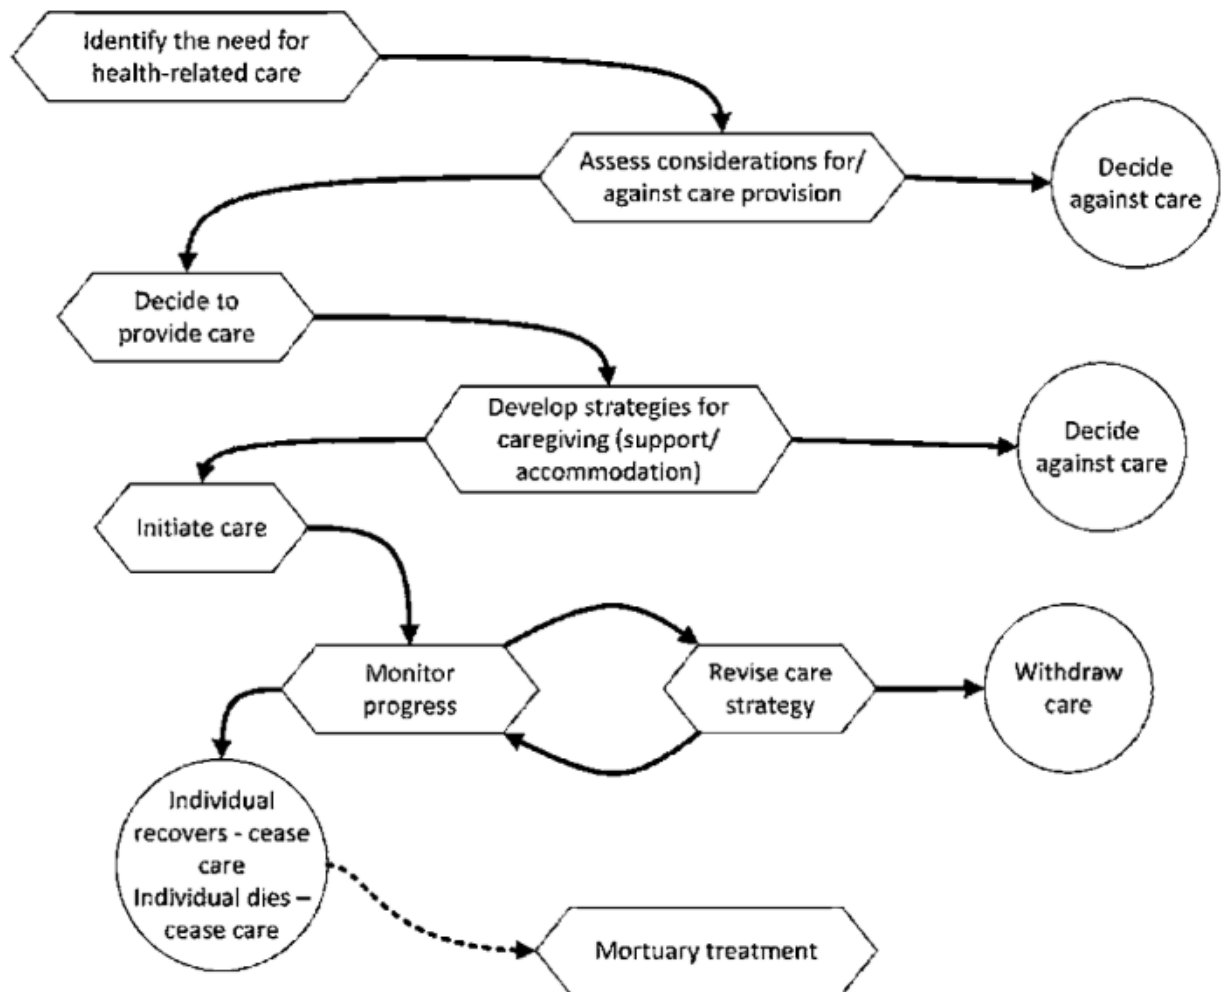 Identify the need for
health-related care
Assess considerations for/
against care provision
Decide
against care
Decide to
provide care
Develop strategies for
caregiving (support/
accommodation)
Decide
against care
Initiate care
Monitor
progress
Revise care
strategy
Withdraw
care
Individual
recovers - cease
care
Individual dies –
cease care
Mortuary treatment